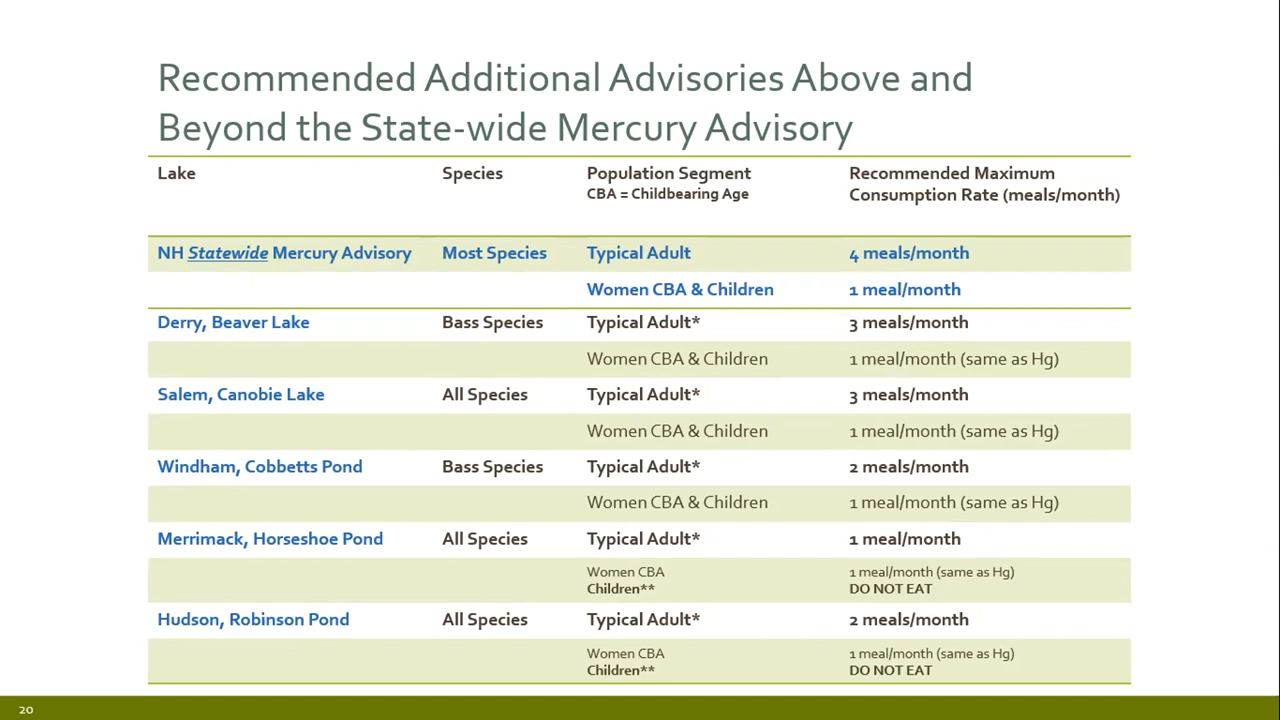 Recommended Additional Advisories Above and
Beyond the State-wide Mercury Advisory
Lake Species Population Segment Recommended Maximum
CBA = Childbearing Age Consumption Rate (meals/month)
NH Statewide Mercury Advisory Most Species Typical Adult 4 meals/month
Women CBA & Children 1 meal/month
Derry, Beaver Lake Bass Species Typical Adult* 3 meals/month
Women CBA & Children 1 meal/month (same as Hg)
Salem, Canobie Lake All Species Typical Adult* 3 meals/month
Women CBA & Children 1 meal/month (same as Hg)
Windham, Cobbetts Pond Bass Species Typical Adult* 2 meals/month
Women CBA & Children 1 meal/month (same as Hg)
Merrimack, Horseshoe Pond All Species Typical Adult* 1 meal/month
Women CBA 1 meal/month (same as Hg)
Children** DO NOT EAT
Hudson, Robinson Pond All Species Typical Adult* 2 meals/month
Women CBA 1 meal/month (same as Hg)
Children** DO NOT EAT
20